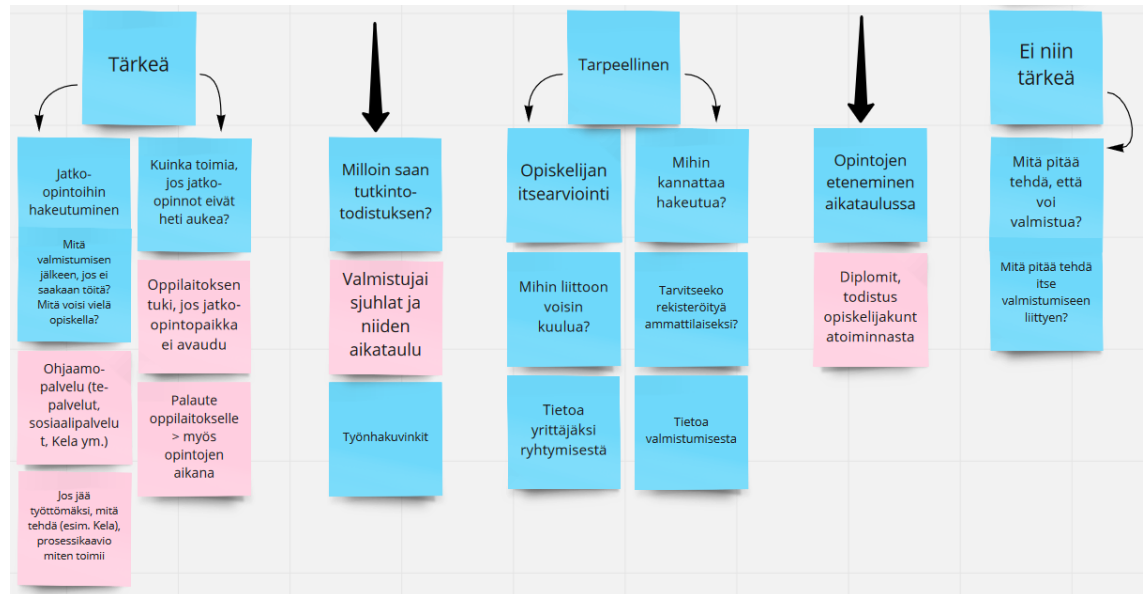 Tärkeä
Jatko-
opintoihin
hakeutuminen
Mitä
valmistumisen
jälkeen, jos ei
saakaan töitä?
Mitä voisi vielä
opiskella?
Ohjaamo-
palvelu (te-
palvelut,
sosiaalipalvelu
t, Kela ym.)
Jos jää
työttömäksi, mitä
tehdä (esim. Kela),
prosessikaavio
miten toimii
Kuinka toimia,
jos jatko-
opinnot eivät
heti aukea?
Oppilaitoksen
tuki, jos jatko-
opintopaikka
ei avaudu
Palaute
oppilaitokselle
> myös
opintojen
aikana
Milloin saan
tutkinto-
todistuksen?
Valmistujai
sjuhlat ja
niiden
aikataulu
Työnhakuvinkit
Tarpeellinen
Opiskelijan
itsearviointi
Mihin liittoon
voisin
kuulua?
Tietoa
yrittäjäksi
ryhtymisestä
Mihin
kannattaa
hakeutua?
Tarvitseeko
rekisteröityä
ammattilaiseksi?
Tietoa
valmistumisesta
Opintojen
eteneminen
aikataulussa
Diplomit,
todistus
opiskelijakunt
atoiminnasta
Ei niin
tärkeä
Mitä pitää
tehdä, että
voi
valmistua?
Mitä pitää tehdä
itse
valmistumiseen
liittyen?